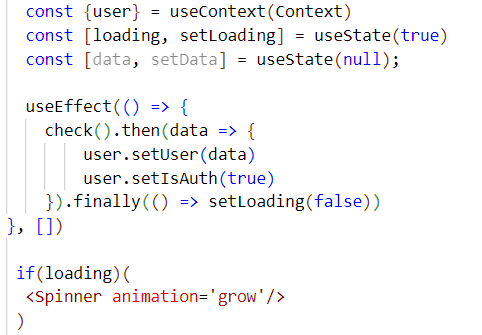 const {user} = useContext(Context)
const [loading, setLoading] = useState(true)
const [data, setData] = useState(null);
useEffect(() => {
check().then(data => {
user.setUser(data)
user.setIsAuth(true)
}).finally(() => setLoading(false))
}, [])
if(loading)(
<Spinner animation='grow'/>
)